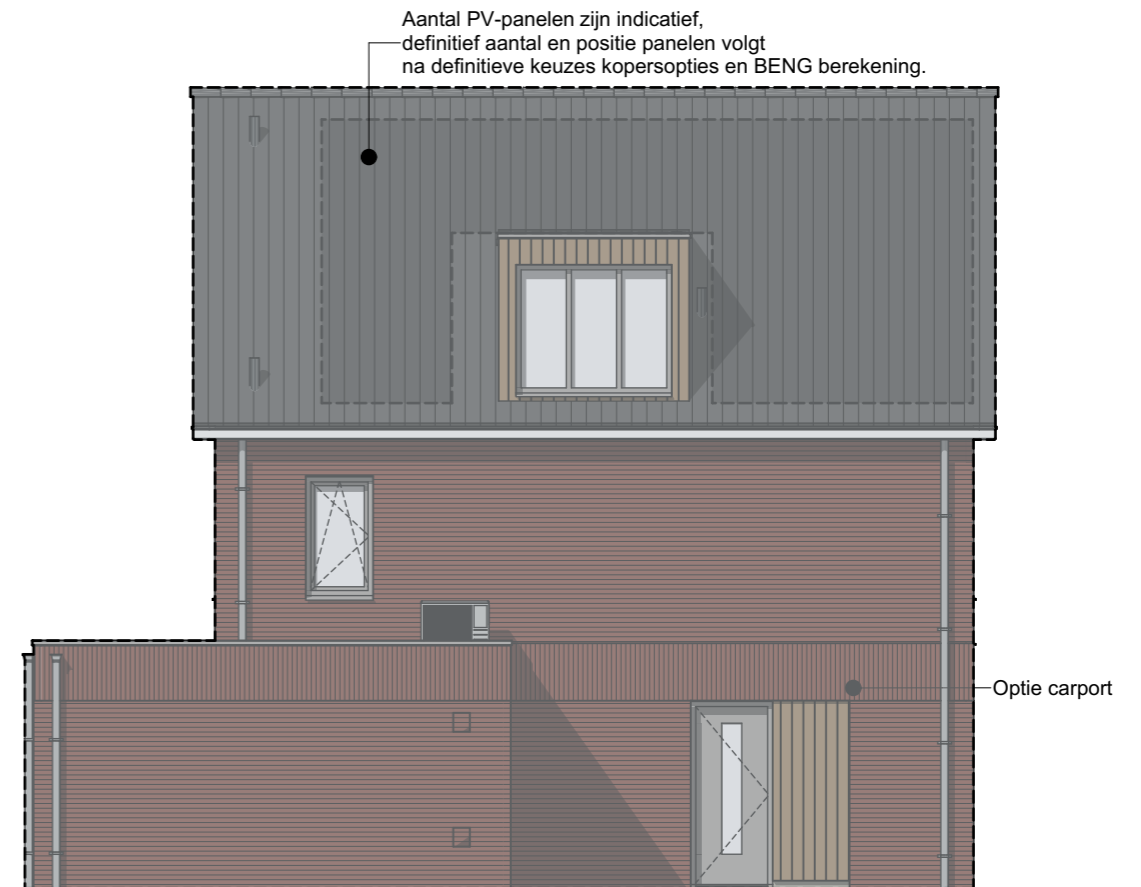 Aantal PV-panelen zijn indicatief,
definitief aantal en positie panelen volgt
na definitieve keuzes kopersopties en BENG berekening.
Optie carport